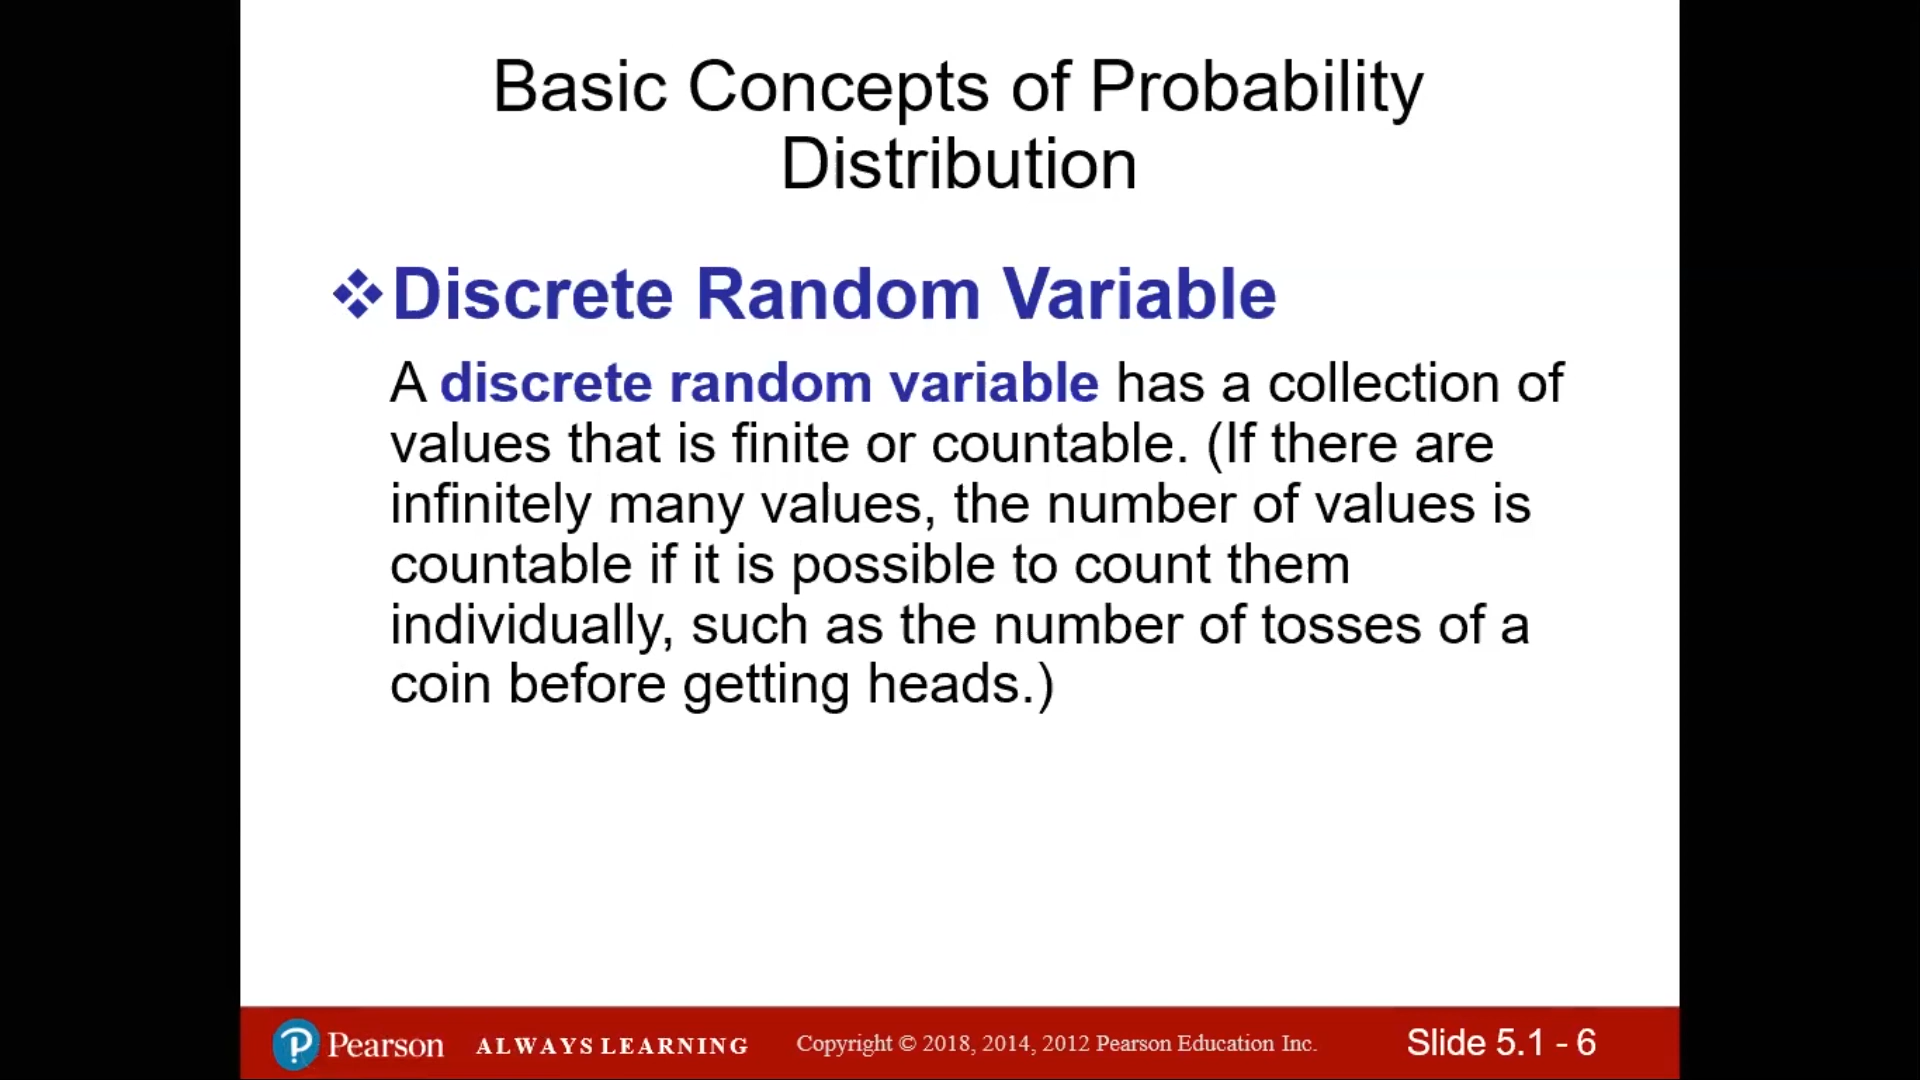 Basic Concepts of Probability
Distribution
❖Discrete Random Variable
A discrete random variable has a collection of
values that is finite or countable. (If there are
infinitely many values, the number of values is
countable if it is possible to count them
individually, such as the number of tosses of a
coin before getting heads.)
P Pearson ALWAYS LEARNING Copyright © 2018, 2014, 2012 Pearson Education Inc. Slide 5.1 - 6